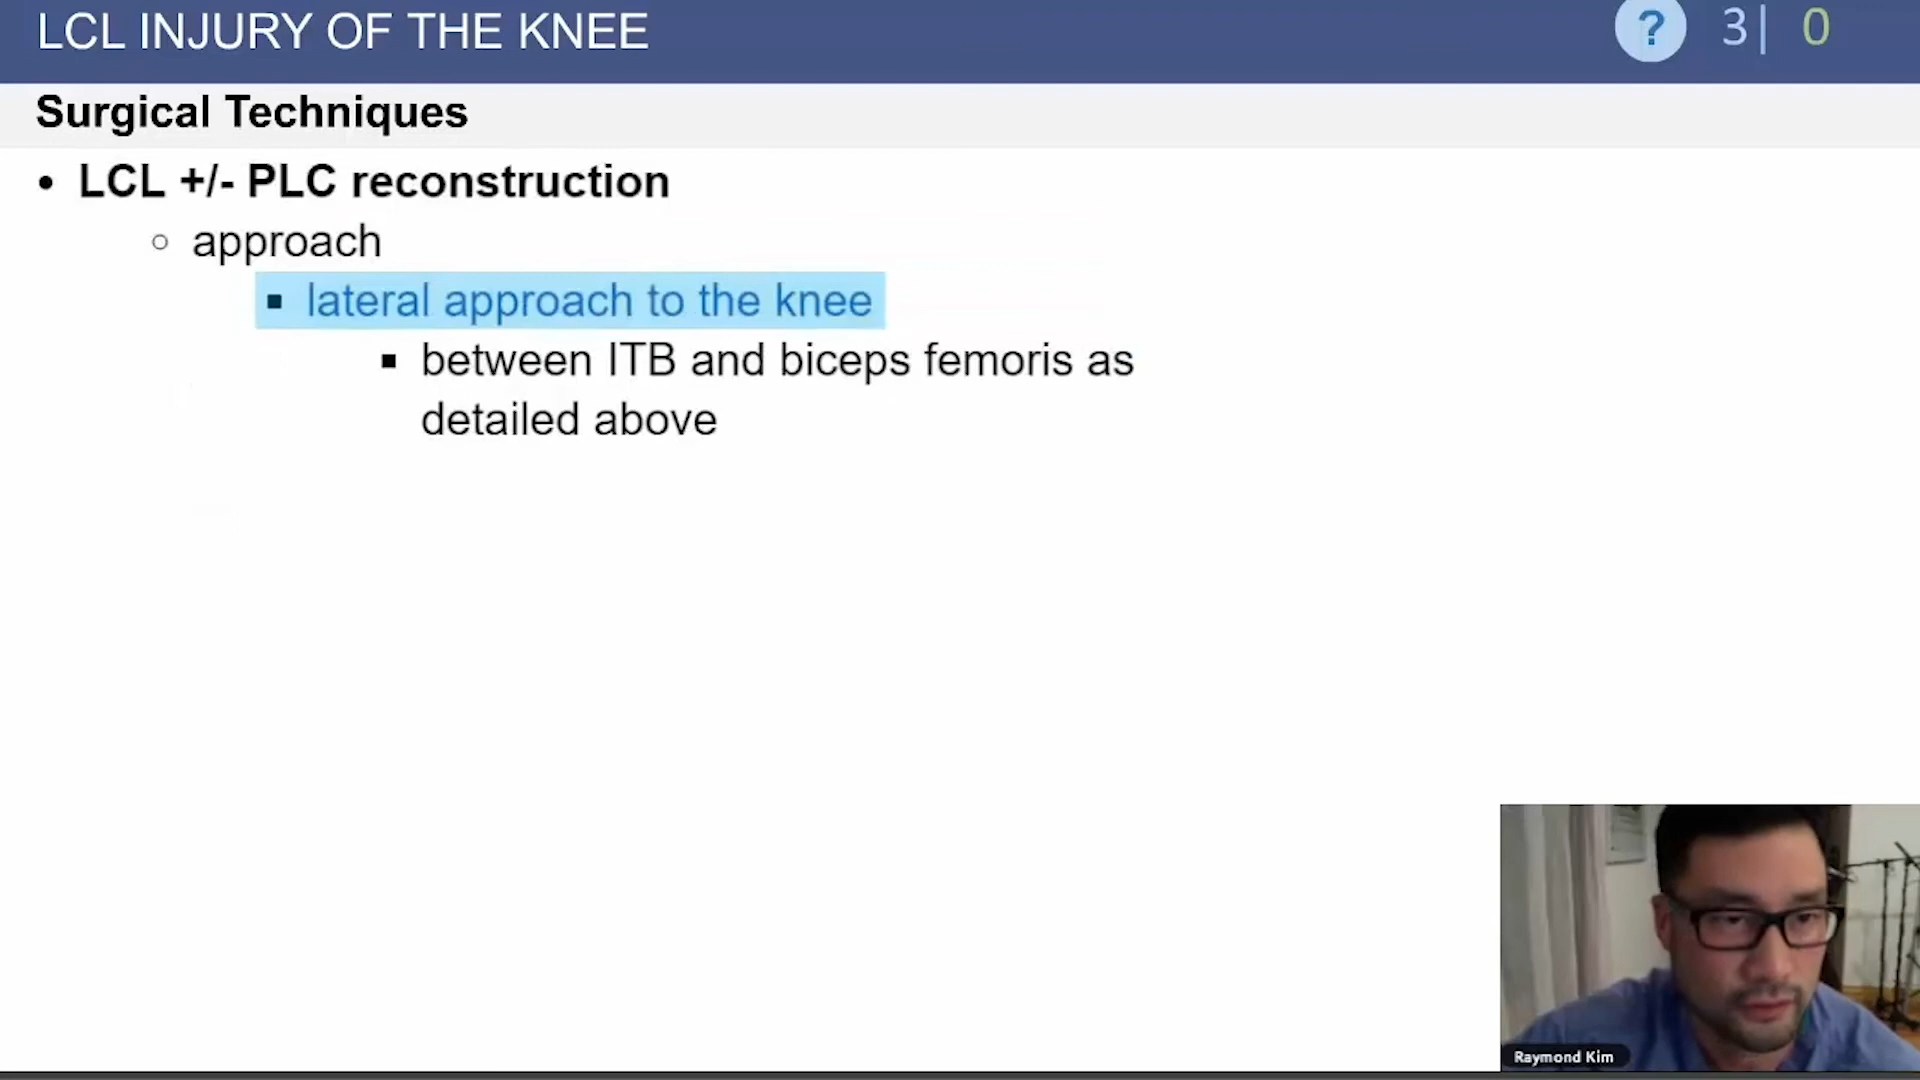 LCL INJURY OF THE KNEE
? 3| 0
Surgical Techniques
• LCL +/- PLC reconstruction
○ approach
▪ lateral approach to the knee
▪ between ITB and biceps femoris as
detailed above
Raymond Kim